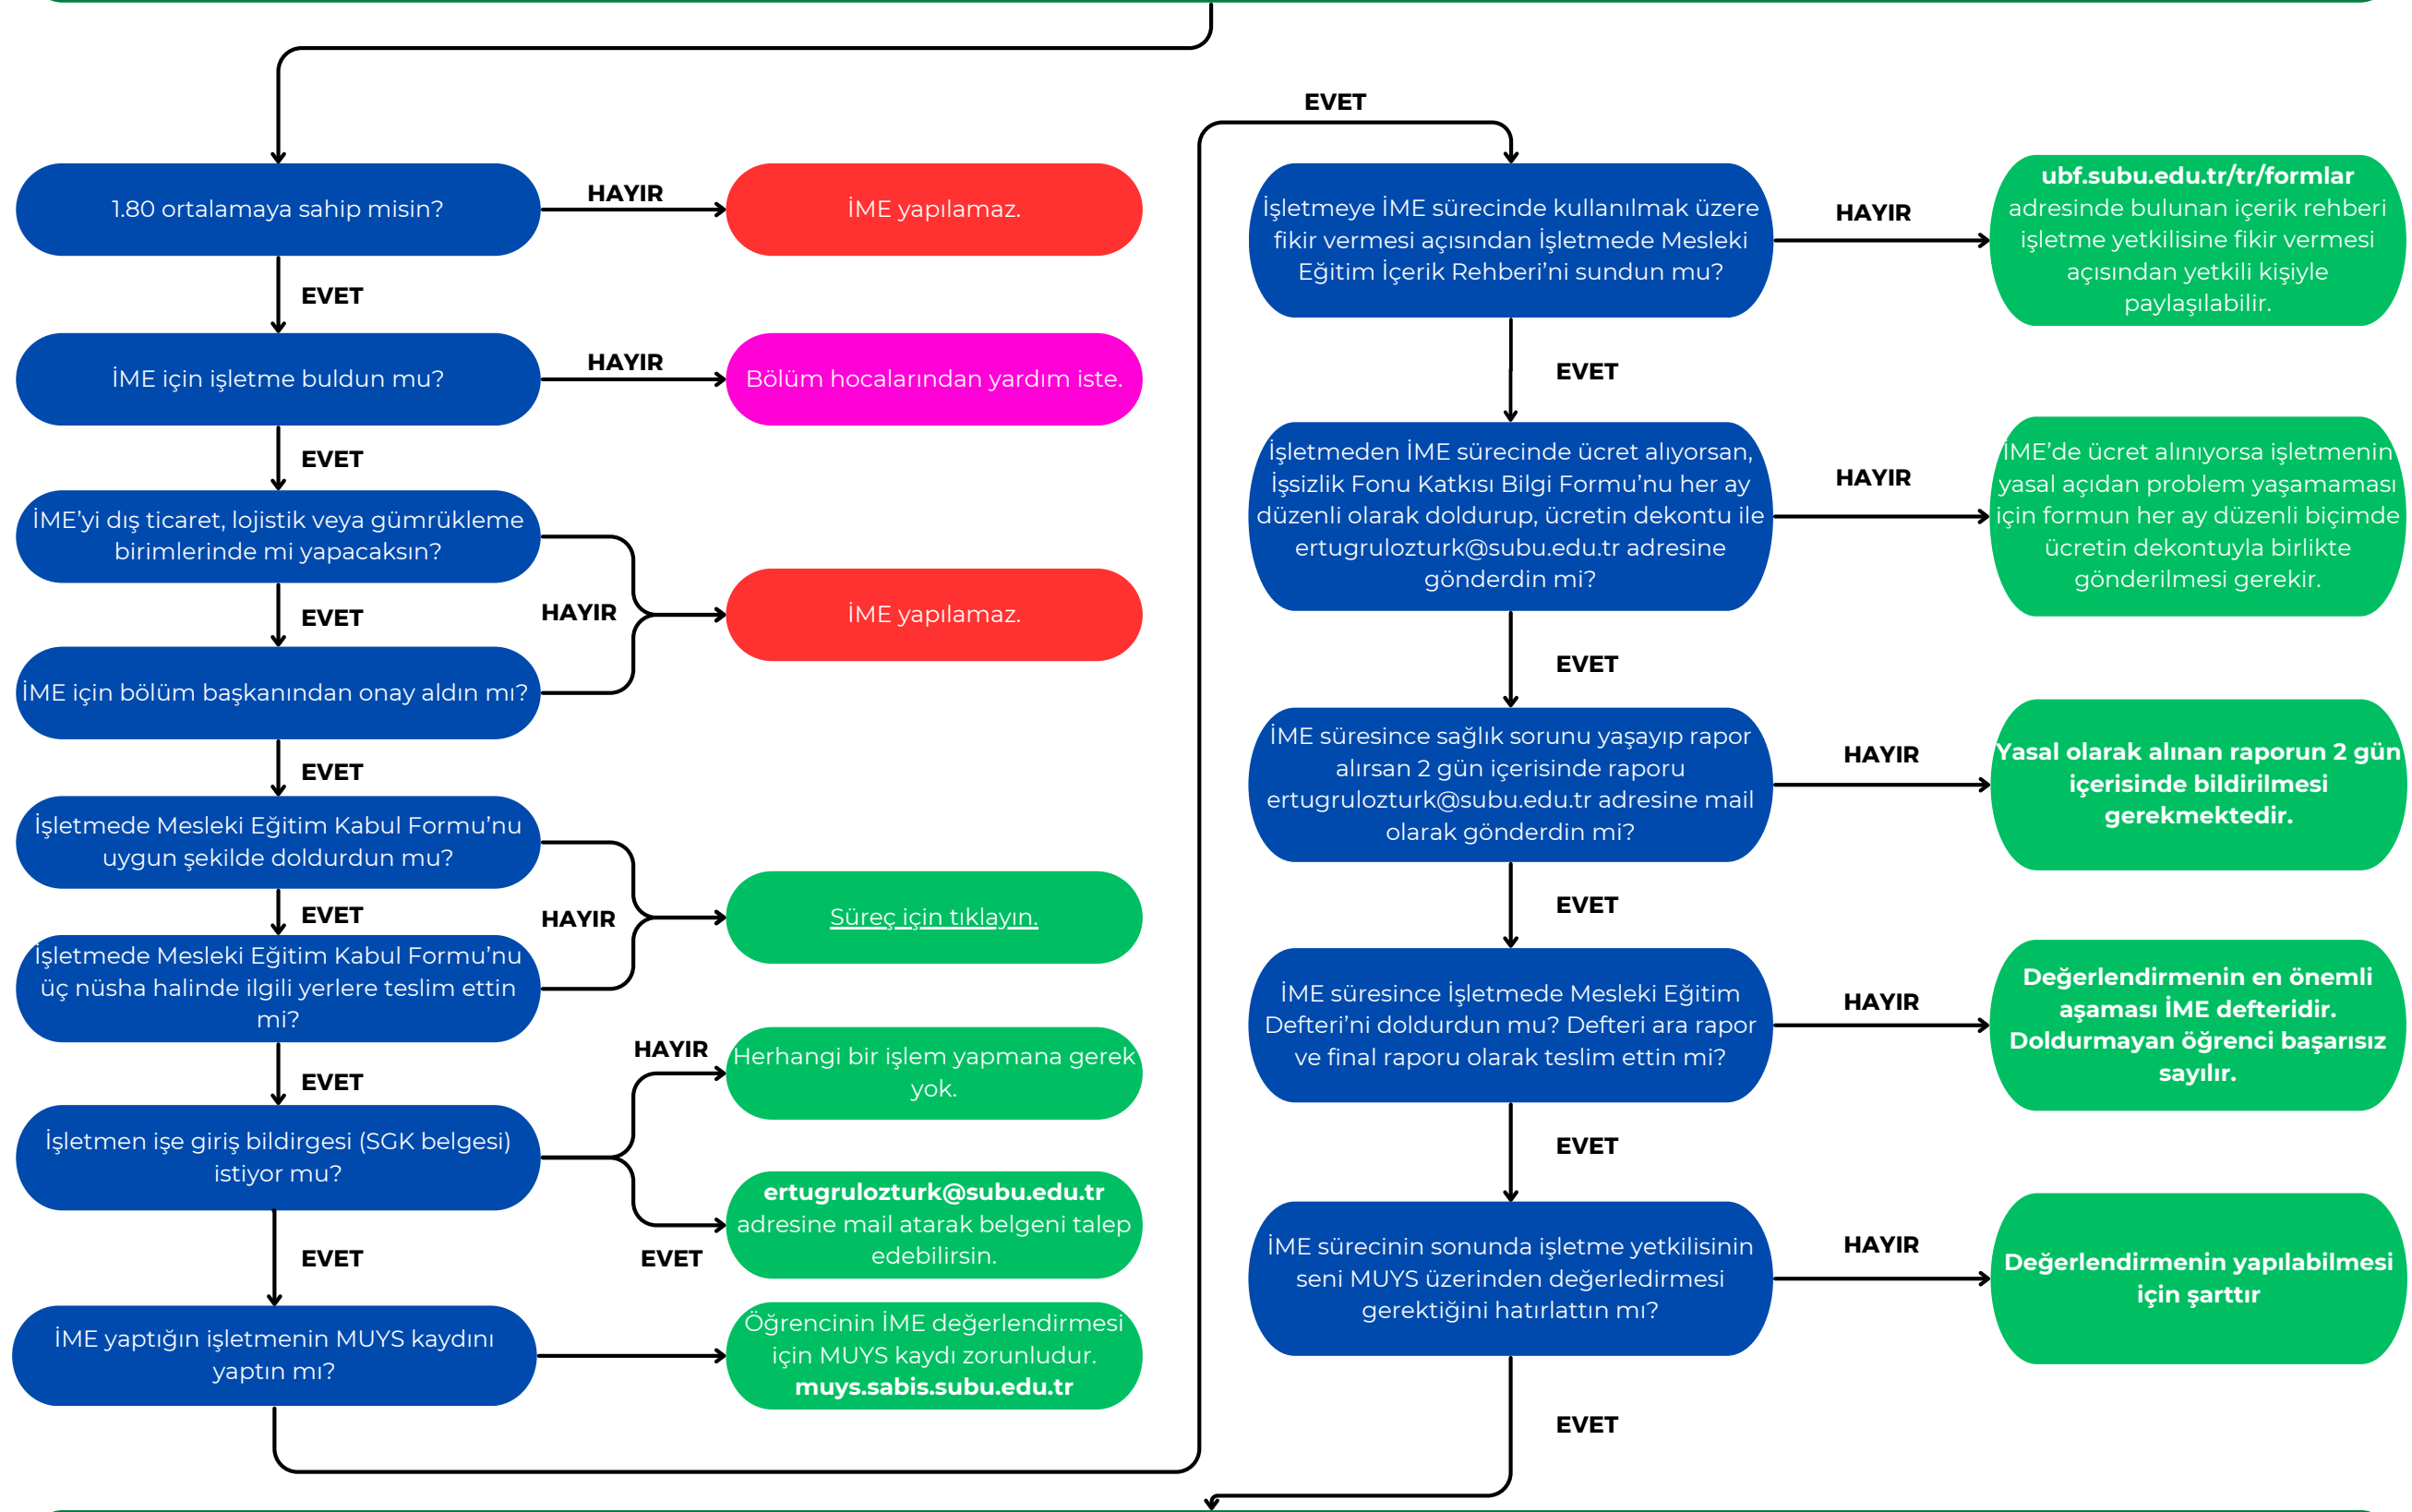 1.80 ortalamaya sahip misin?
HAYIR
İME yapılamaz.
EVET
İME için işletme buldun mu?
HAYIR
Bölüm hocalarından yardım iste.
EVET
İME’yi dış ticaret, lojistik veya gümrükleme
birimlerinde mi yapacaksın?
EVET
HAYIR
İME yapılamaz.
İME için bölüm başkanından onay aldın mı?
EVET
İşletmede Mesleki Eğitim Kabul Formu’nu
uygun şekilde doldurdun mu?
EVET
HAYIR
Süreç için tıklayın.
İşletmede Mesleki Eğitim Kabul Formu’nu
üç nüsha halinde ilgili yerlere teslim ettin
mi?
EVET
İşletmen işe giriş bildirgesi (SGK belgesi)
istiyor mu?
HAYIR
Herhangi bir işlem yapmana gerek
yok.
EVET
ertugrulozturk@subu.edu.tr
adresine mail atarak belgeni talep
edebilirsin.
EVET
İME yaptığın işletmenin MUYS kaydını
yaptın mı?
Öğrencinin İME değerlendirmesi
için MUYS kaydı zorunludur.
muys.sabis.subu.edu.tr
EVET
İşletmeye İME sürecinde kullanılmak üzere
fikir vermesi açısından İşletmede Mesleki
Eğitim İçerik Rehberi’ni sundun mu?
HAYIR
ubf.subu.edu.tr/tr/formlar
adresinde bulunan içerik rehberi
işletme yetkilisine fikir vermesi
açısından yetkili kişiyle
paylaşılabilir.
EVET
İşletmeden İME sürecinde ücret alıyorsan,
İşsizlik Fonu Katkısı Bilgi Formu’nu her ay
düzenli olarak doldurup, ücretin dekontu ile
ertugrulozturk@subu.edu.tr adresine
gönderdin mi?
HAYIR
İME’de ücret alınıyorsa işletmenin
yasal açıdan problem yaşamaması
için formun her ay düzenli biçimde
ücretin dekontuyla birlikte
gönderilmesi gerekir.
EVET
İME süresince sağlık sorunu yaşayıp rapor
alırsan 2 gün içerisinde raporu
ertugrulozturk@subu.edu.tr adresine mail
olarak gönderdin mi?
HAYIR
Yasal olarak alınan raporun 2 gün
içerisinde bildirilmesi
gerekmektedir.
EVET
İME süresince İşletmede Mesleki Eğitim
Defteri’ni doldurdun mu? Defteri ara rapor
ve final raporu olarak teslim ettin mi?
HAYIR
Değerlendirmenin en önemli
aşaması İME defteridir.
Doldurmayan öğrenci başarısız
sayılır.
EVET
İME sürecinin sonunda işletme yetkilisinin
seni MUYS üzerinden değerledirmesi
gerektiğini hatırlattın mı?
HAYIR
Değerlendirmenin yapılabilmesi
için şarttır
EVET